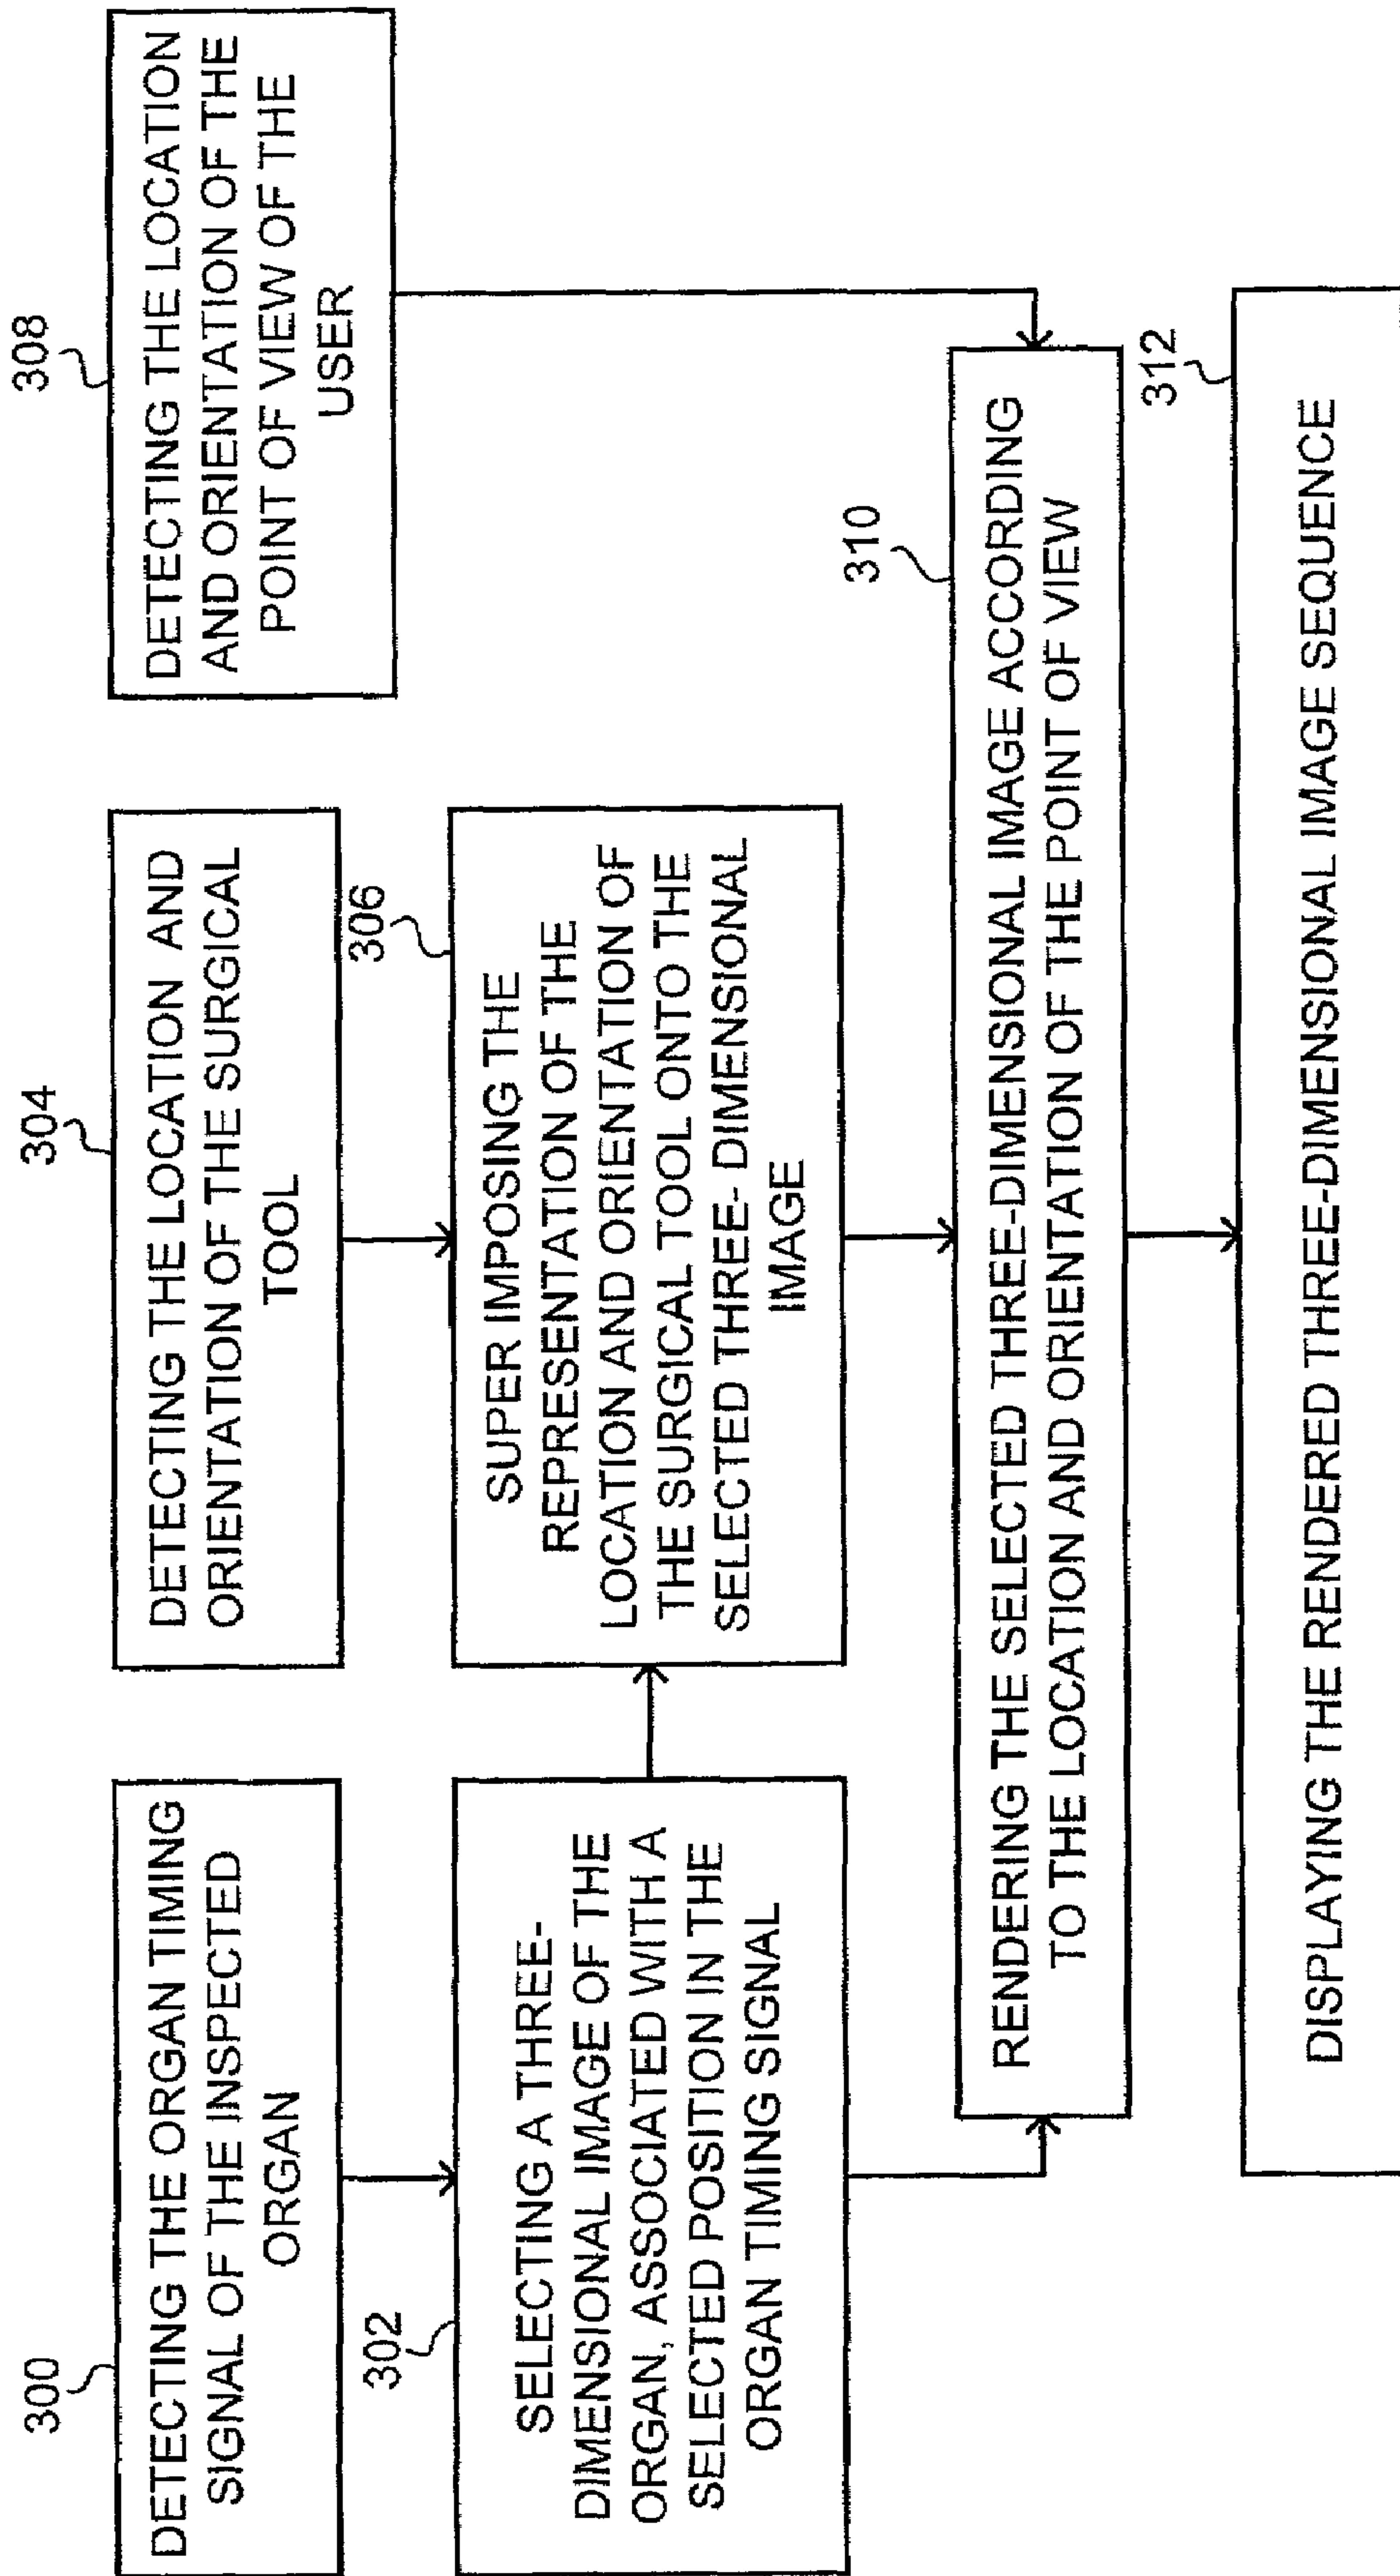 300
DETECTING THE ORGAN TIMING
SIGNAL OF THE INSPECTED
ORGAN
302
SELECTING A THREE-
DIMENSIONAL IMAGE OF THE
ORGAN, ASSOCIATED WITH A
SELECTED POSITION IN THE
ORGAN TIMING SIGNAL
304
DETECTING THE LOCATION AND
ORIENTATION OF THE SURGICAL
TOOL
306
SUPER IMPOSING THE
REPRESENTATION OF THE
LOCATION AND ORIENTATION OF
THE SURGICAL TOOL ONTO THE
SELECTED THREE- DIMENSIONAL
IMAGE
308
DETECTING THE LOCATION
AND ORIENTATION OF THE
POINT OF VIEW OF THE
USER
310
RENDERING THE SELECTED THREE-DIMENSIONAL IMAGE ACCORDING
TO THE LOCATION AND ORIENTATION OF THE POINT OF VIEW
312
DISPLAYING THE RENDERED THREE-DIMENSIONAL IMAGE SEQUENCE